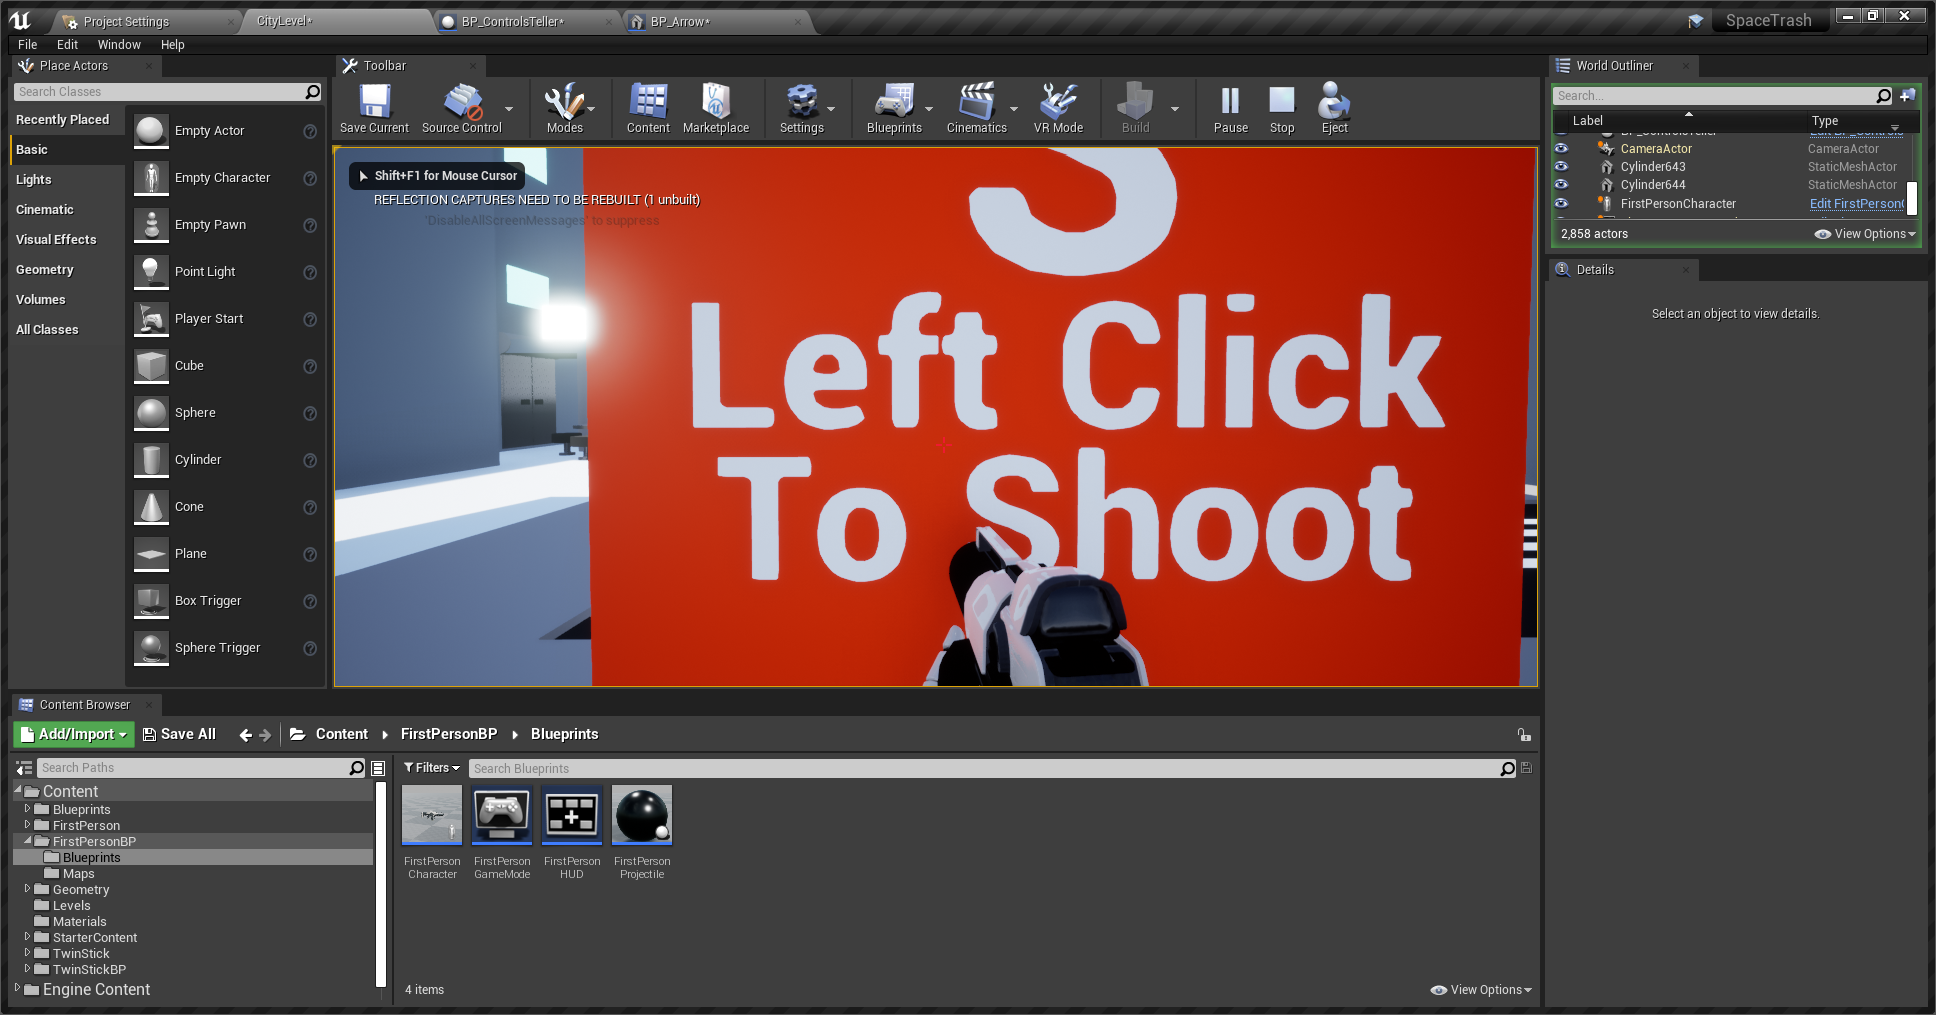 Project Settings
CityLevel*
BP_ControlsTeller*
BP_Arrow*
SpaceTrash
File Edit Window Help
Place Actors
Search Classes
Recently Placed
Basic
Lights
Cinematic
Visual Effects
Geometry
Volumes
All Classes
Empty Actor
Empty Character
Empty Pawn
Point Light
Player Start
Cube
Sphere
Cylinder
Cone
Plane
Box Trigger
Sphere Trigger
Toolbar
Save Current
Source Control
Modes
Content
Marketplace
Settings
Blueprints
Cinematics
VR Mode
Build
Pause
Stop
Eject
Shift+F1 for Mouse Cursor
REFLECTION CAPTURES NEED TO BE REBUILT (1 unbuilt)
'DisableAllScreenMessages' to suppress
S
Left Click
To Shoot
World Outliner
Search...
Label Type
BP_ControlsTeller Edit BP_Controls
CameraActor CameraActor
Cylinder643 StaticMeshActor
Cylinder644 StaticMeshActor
FirstPersonCharacter Edit FirstPerson
2,858 actors
View Options
Details
Select an object to view details.
Content Browser
Add/Import
Save All
Content
FirstPersonBP
Blueprints
Search Paths
Content
Blueprints
FirstPerson
FirstPersonBP
Blueprints
Maps
Geometry
Levels
Materials
StarterContent
TwinStick
TwinStickBP
Engine Content
Filters
Search Blueprints
FirstPerson
Character
FirstPerson
GameMode
FirstPerson
HUD
FirstPerson
Projectile
4 items
View Options